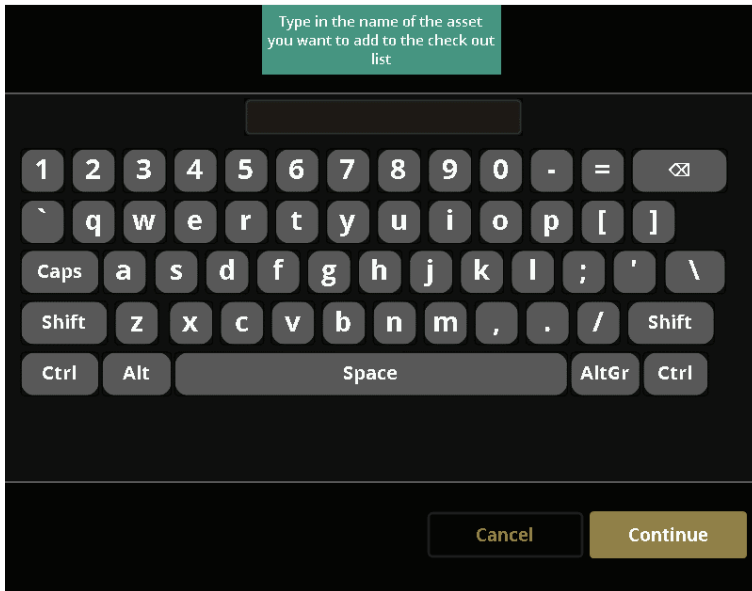 Type in the name of the asset
you want to add to the check out
list
1 2 3 4 5 6 7 8 9 0 - = ⌫
` q w e r t y u i o p [ ]
Caps a s d f g h j k l ; ' \
Shift z x c v b n m , . / Shift
Ctrl Alt Space AltGr Ctrl
Cancel Continue